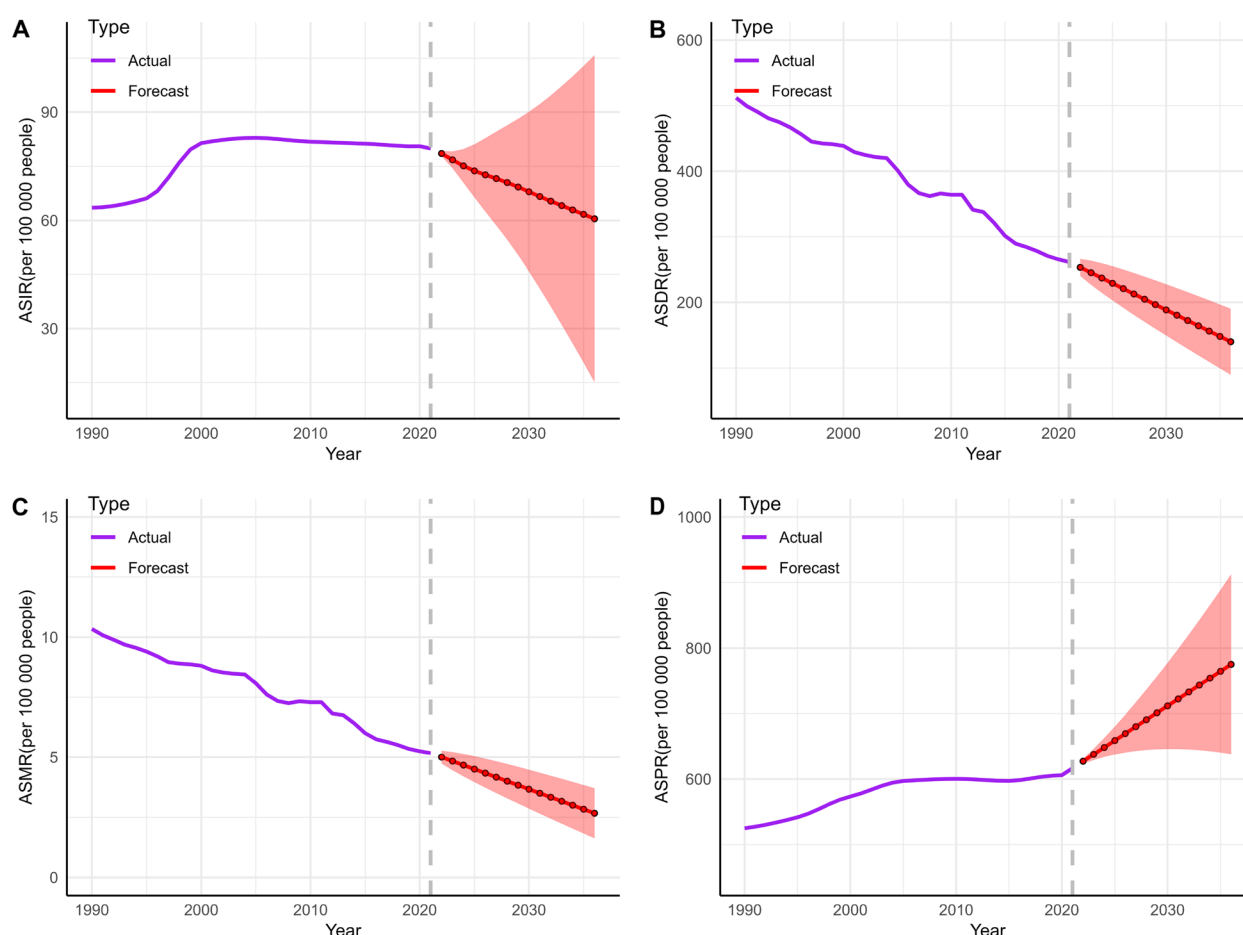 A
Type
Actual
Forecast
ASIR(per 100 000 people)
90
60
30
1990 2000 2010 2020 2030
Year
B
Type
Actual
Forecast
ASDR(per 100 000 people)
600
400
200
1990 2000 2010 2020 2030
Year
C
Type
Actual
Forecast
ASMR(per 100 000 people)
15
10
5
0
1990 2000 2010 2020 2030
Year
D
Type
Actual
Forecast
ASPR(per 100 000 people)
1000
800
600
1990 2000 2010 2020 2030
Year